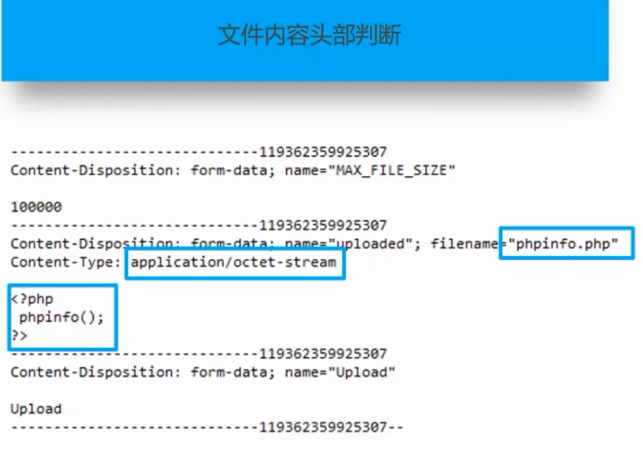 文件内容头部判断
-----------------------------119362359925307
Content-Disposition: form-data; name="MAX_FILE_SIZE"
100000
-----------------------------119362359925307
Content-Disposition: form-data; name="uploaded"; filename="phpinfo.php"
Content-Type: application/octet-stream
<?php
 phpinfo();
?>
-----------------------------119362359925307
Content-Disposition: form-data; name="Upload"
Upload
-----------------------------119362359925307--